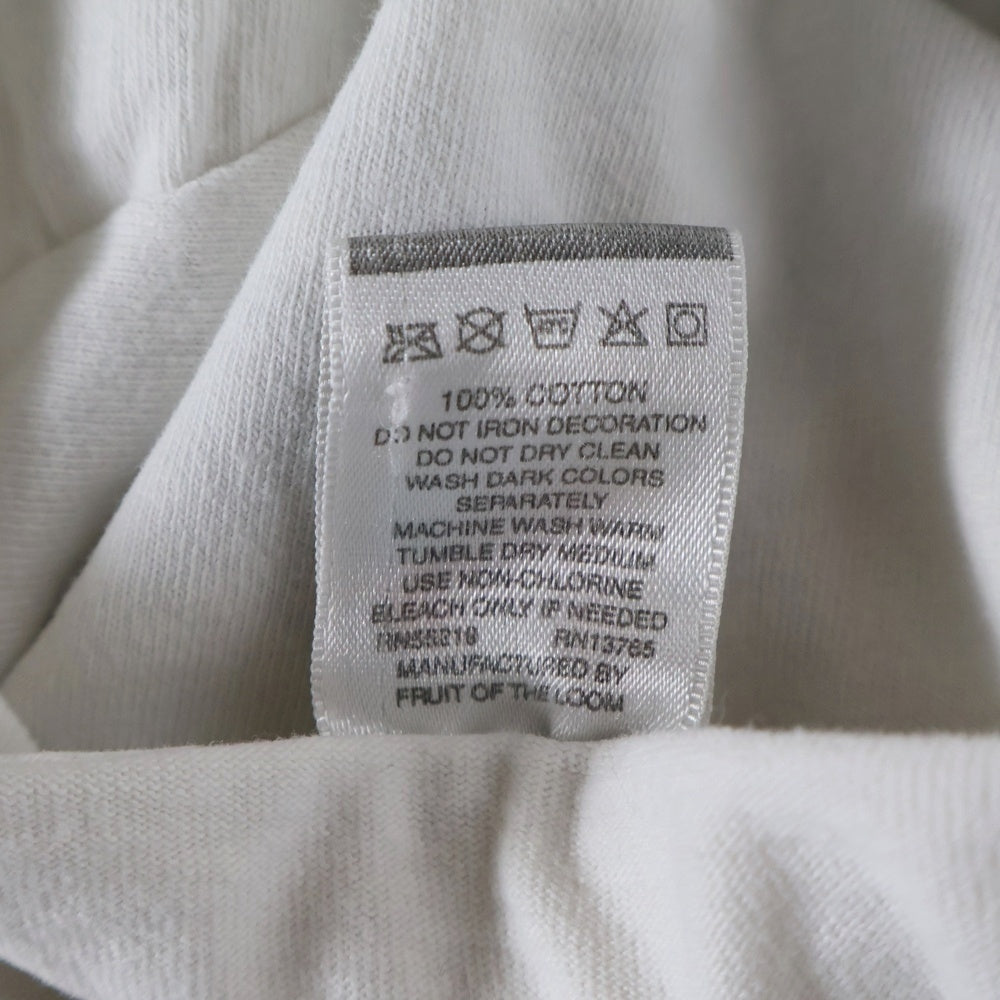 100% COTTON
DO NOT IRON DECORATION
DO NOT DRY CLEAN
WASH DARK COLORS
SEPARATELY
MACHINE WASH WARM
TUMBLE DRY MEDIUM
USE NON-CHLORINE
BLEACH ONLY IF NEEDED
RN13765
MANUFACTURED BY
FRUIT OF THE LOOM